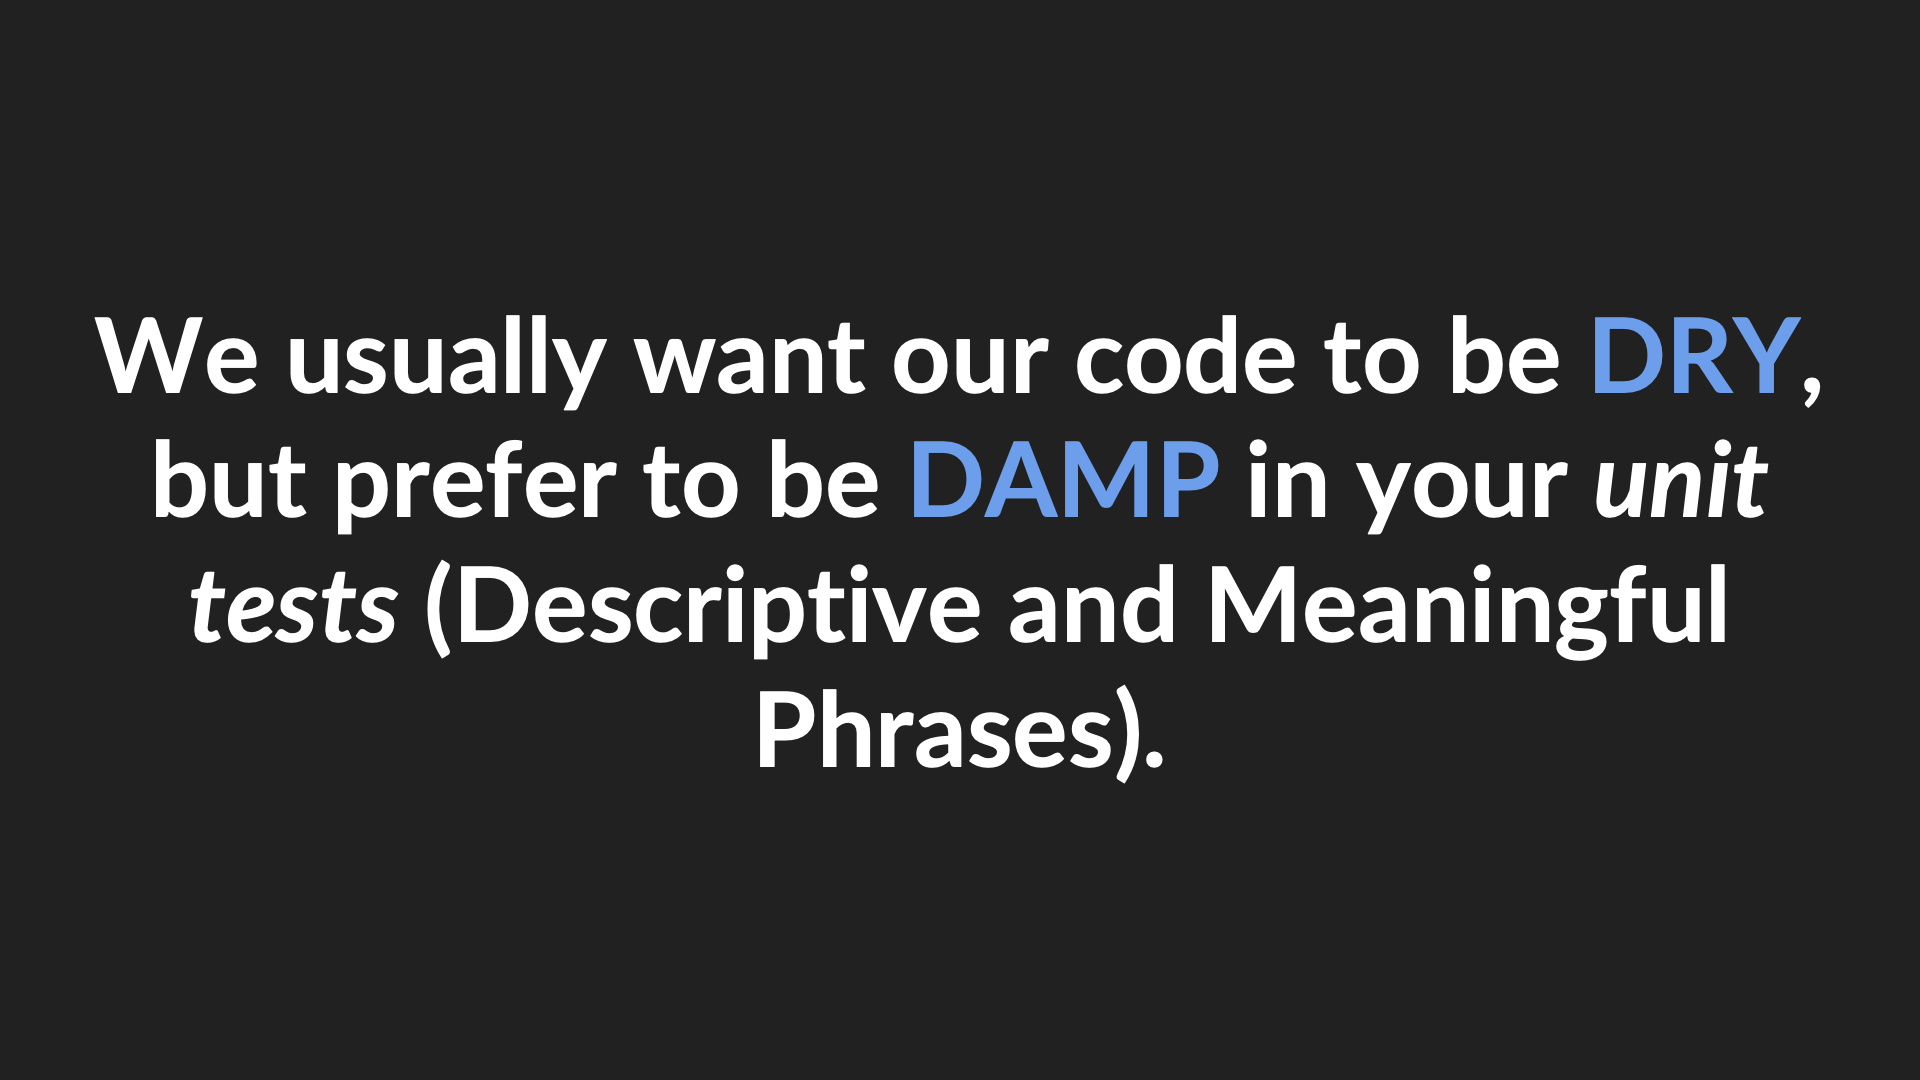 We usually want our code to be DRY,
but prefer to be DAMP in your unit
tests (Descriptive and Meaningful
Phrases).